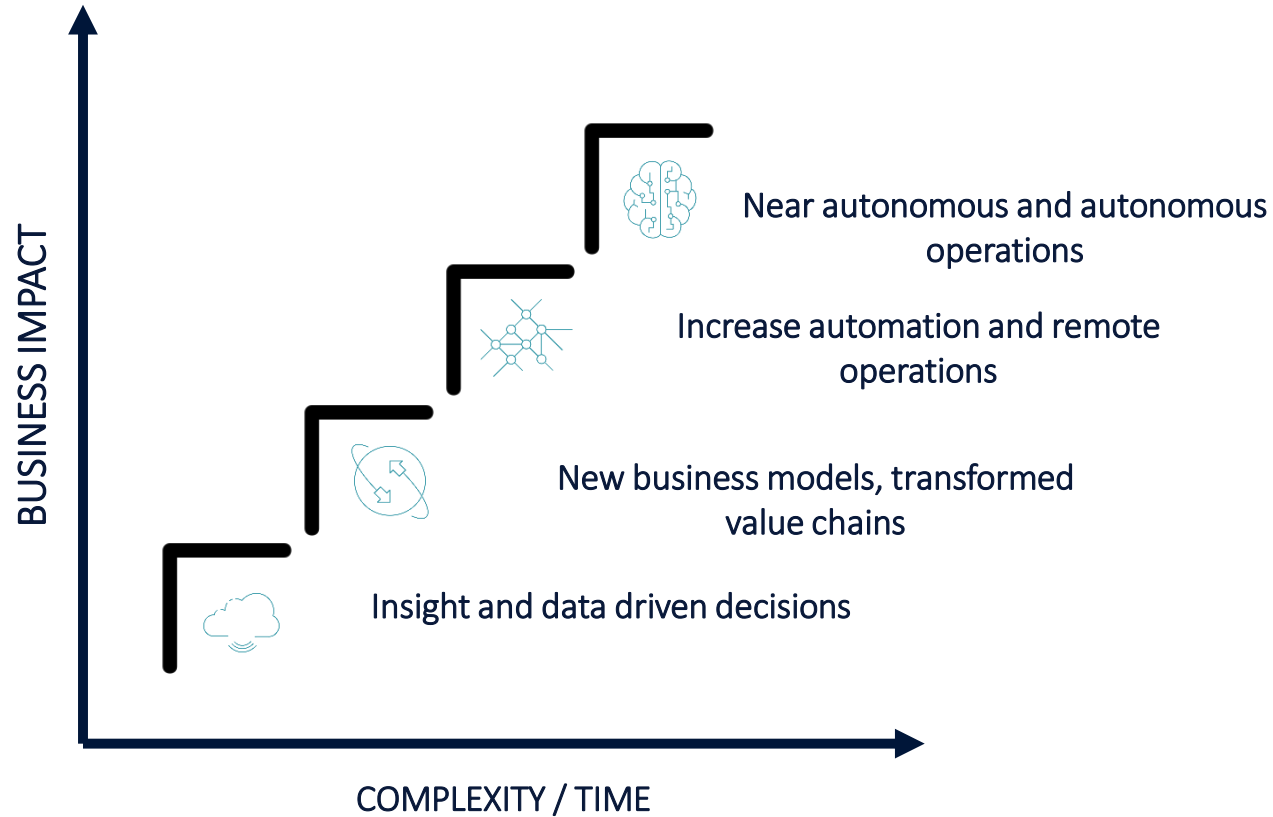 BUSINESS IMPACT
Near autonomous and autonomous
operations
Increase automation and remote
operations
New business models, transformed
value chains
Insight and data driven decisions
COMPLEXITY / TIME